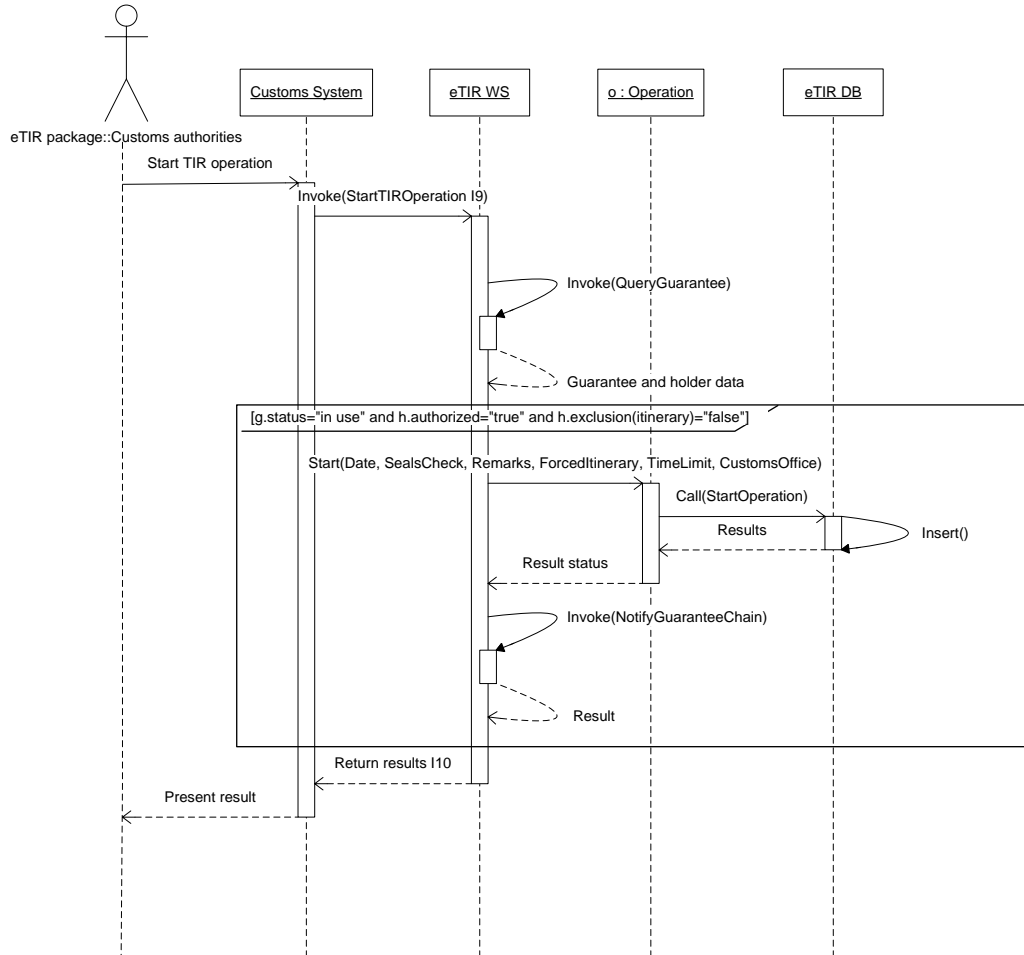 Customs System
eTIR WS
o : Operation
eTIR DB
eTIR package::Customs authorities
Start TIR operation
Invoke(StartTIROperation I9)
Invoke(QueryGuarantee)
Guarantee and holder data
[g.status="in use" and h.authorized="true" and h.exclusion(itinerary)="false"]
Start(Date, SealsCheck, Remarks, ForcedItinerary, TimeLimit, CustomsOffice)
Call(StartOperation)
Results
Insert()
Result status
Invoke(NotifyGuaranteeChain)
Result
Return results I10
Present result